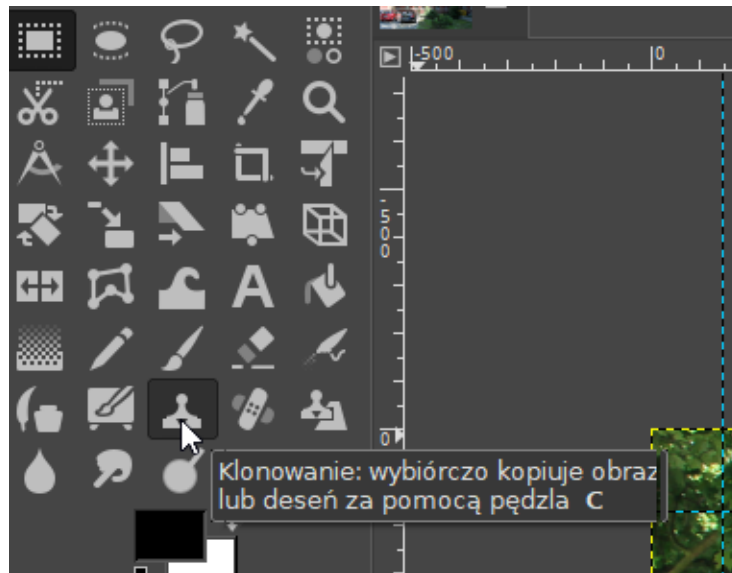 -500
0
-500
0
Klonowanie: wybiórczo kopiuje obraz
lub deseń za pomocą pędzla C